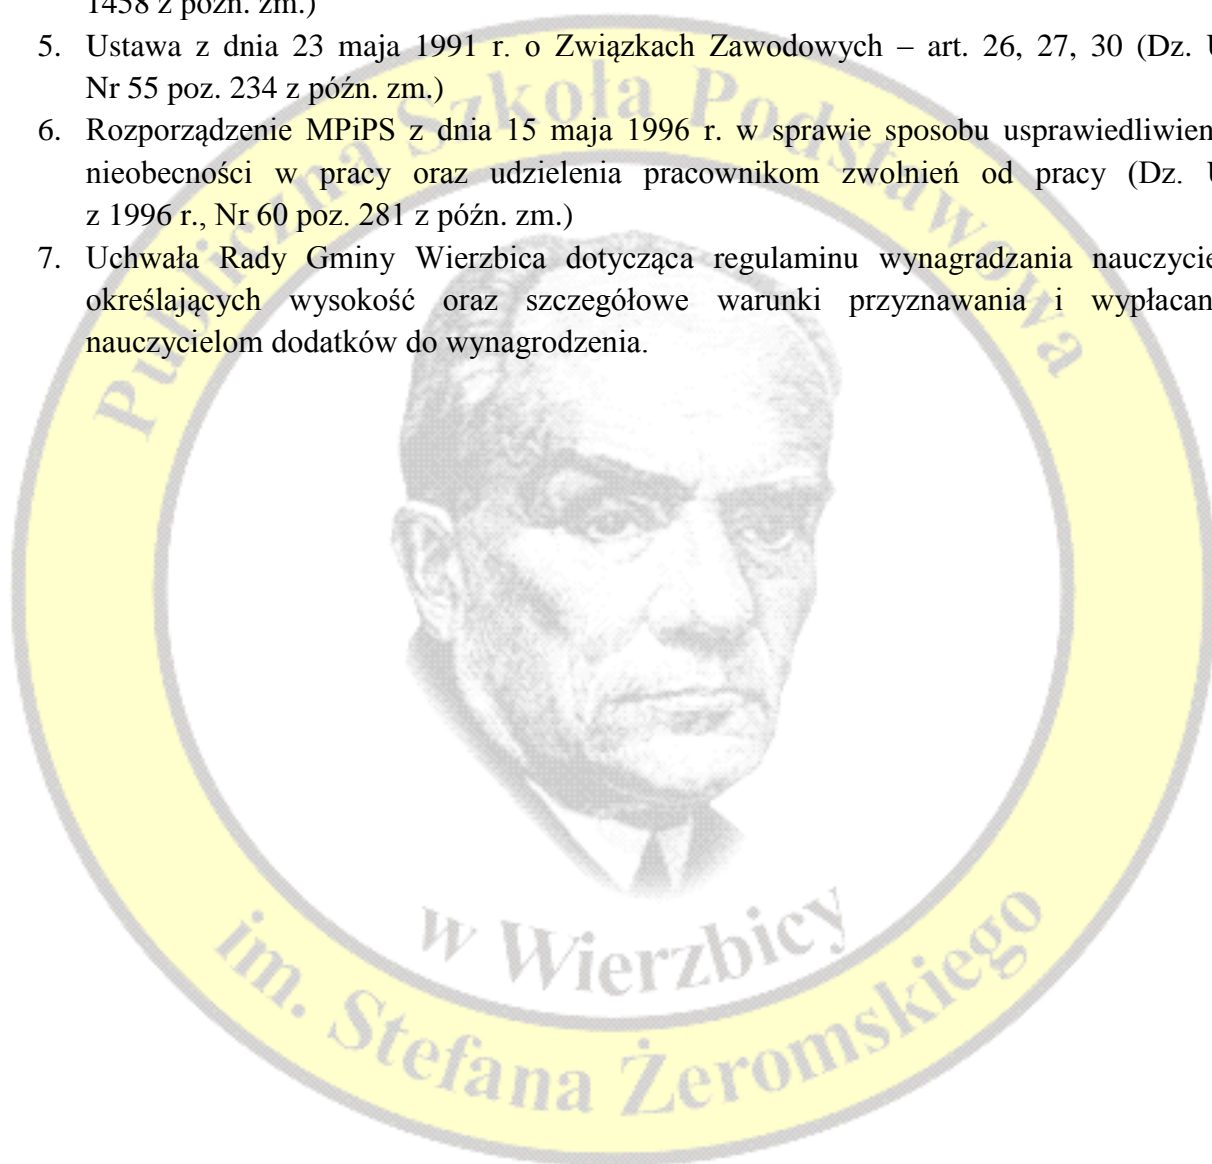 1458 z późn. zm.)
5. Ustawa z dnia 23 maja 1991 r. o Związkach Zawodowych – art. 26, 27, 30 (Dz. U
Nr 55 poz. 234 z późn. zm.)
6. Rozporządzenie MPiPS z dnia 15 maja 1996 r. w sprawie sposobu usprawiedliwien
nieobecności w pracy oraz udzielenia pracownikom zwolnień od pracy (Dz. U
z 1996 r., Nr 60 poz. 281 z późn. zm.)
7. Uchwała Rady Gminy Wierzbica dotycząca regulaminu wynagradzania nauczycie
określających wysokość oraz szczegółowe warunki przyznawania i wypłacan
nauczycielom dodatków do wynagrodzenia.
Publiczna Szkoła Podstawowa
w Wierzbicy
im. Stefana Żeromskiego